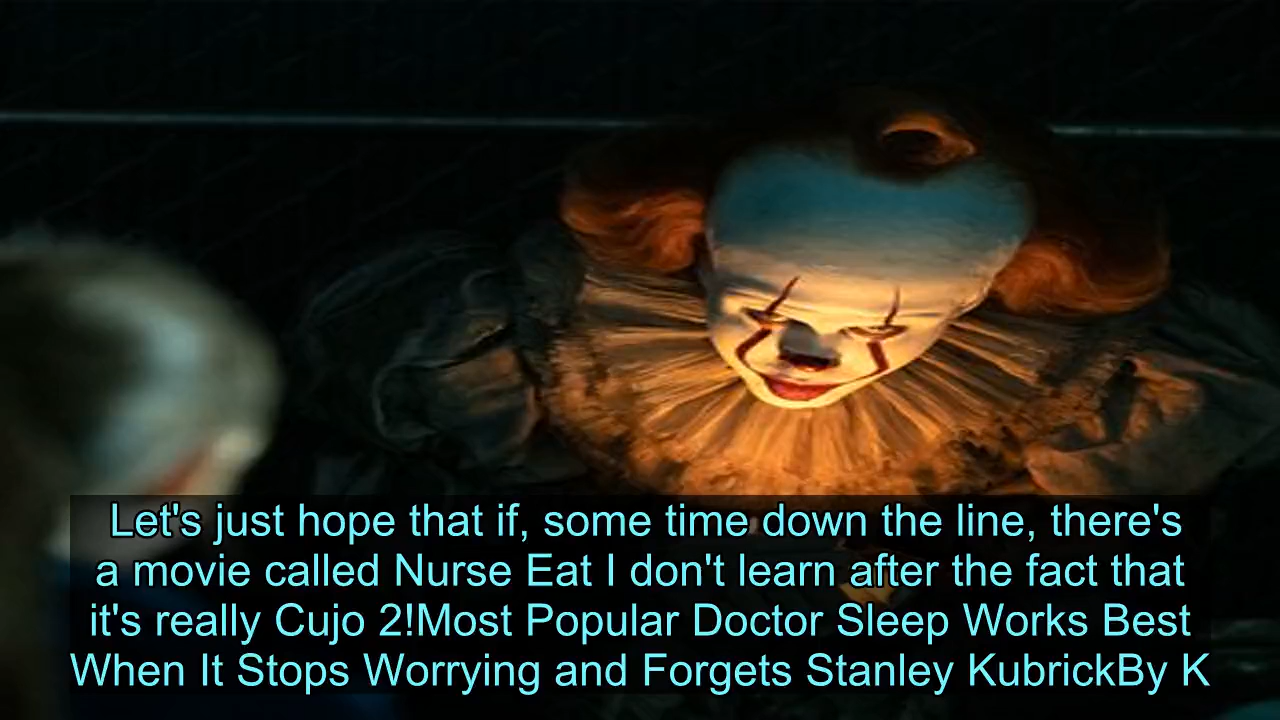 Let's just hope that if, some time down the line, there's
a movie called Nurse Eat I don't learn after the fact that
it's really Cujo 2!Most Popular Doctor Sleep Works Best
When It Stops Worrying and Forgets Stanley KubrickBy K